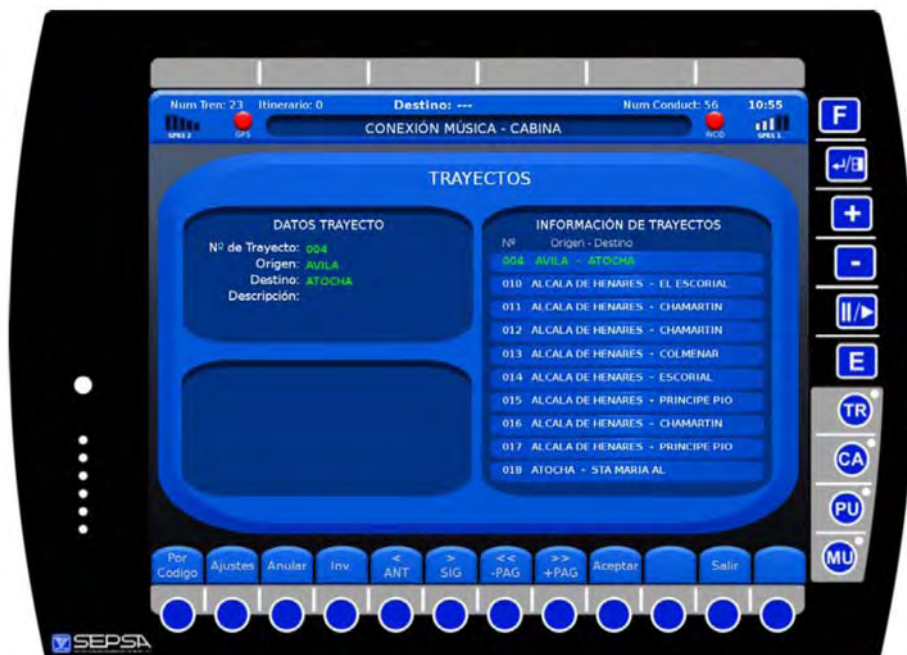 Num Tren: 23 Itinerario: 0 Destino: --- Num Conduct: 56 10:55
GPRS 2 GPS CONEXIÓN MÚSICA - CABINA INCID GPRS 1
TRAYECTOS
DATOS TRAYECTO
Nº de Trayecto: 004
Origen: AVILA
Destino: ATOCHA
Descripción:
INFORMACIÓN DE TRAYECTOS
Nº Origen - Destino
004 AVILA - ATOCHA
010 ALCALA DE HENARES - EL ESCORIAL
011 ALCALA DE HENARES - CHAMARTIN
012 ALCALA DE HENARES - CHAMARTIN
013 ALCALA DE HENARES - COLMENAR
014 ALCALA DE HENARES - ESCORIAL
015 ALCALA DE HENARES - PRINCIPE PIO
016 ALCALA DE HENARES - CHAMARTIN
017 ALCALA DE HENARES - PRINCIPE PIO
018 ATOCHA - STA MARIA AL
F
+
-
E
TR
CA
PU
MU
Por Codigo
Ajustes
Anular
Inv.
< ANT
> SIG
<< -PAG
>> +PAG
Aceptar
Salir
SEPSA